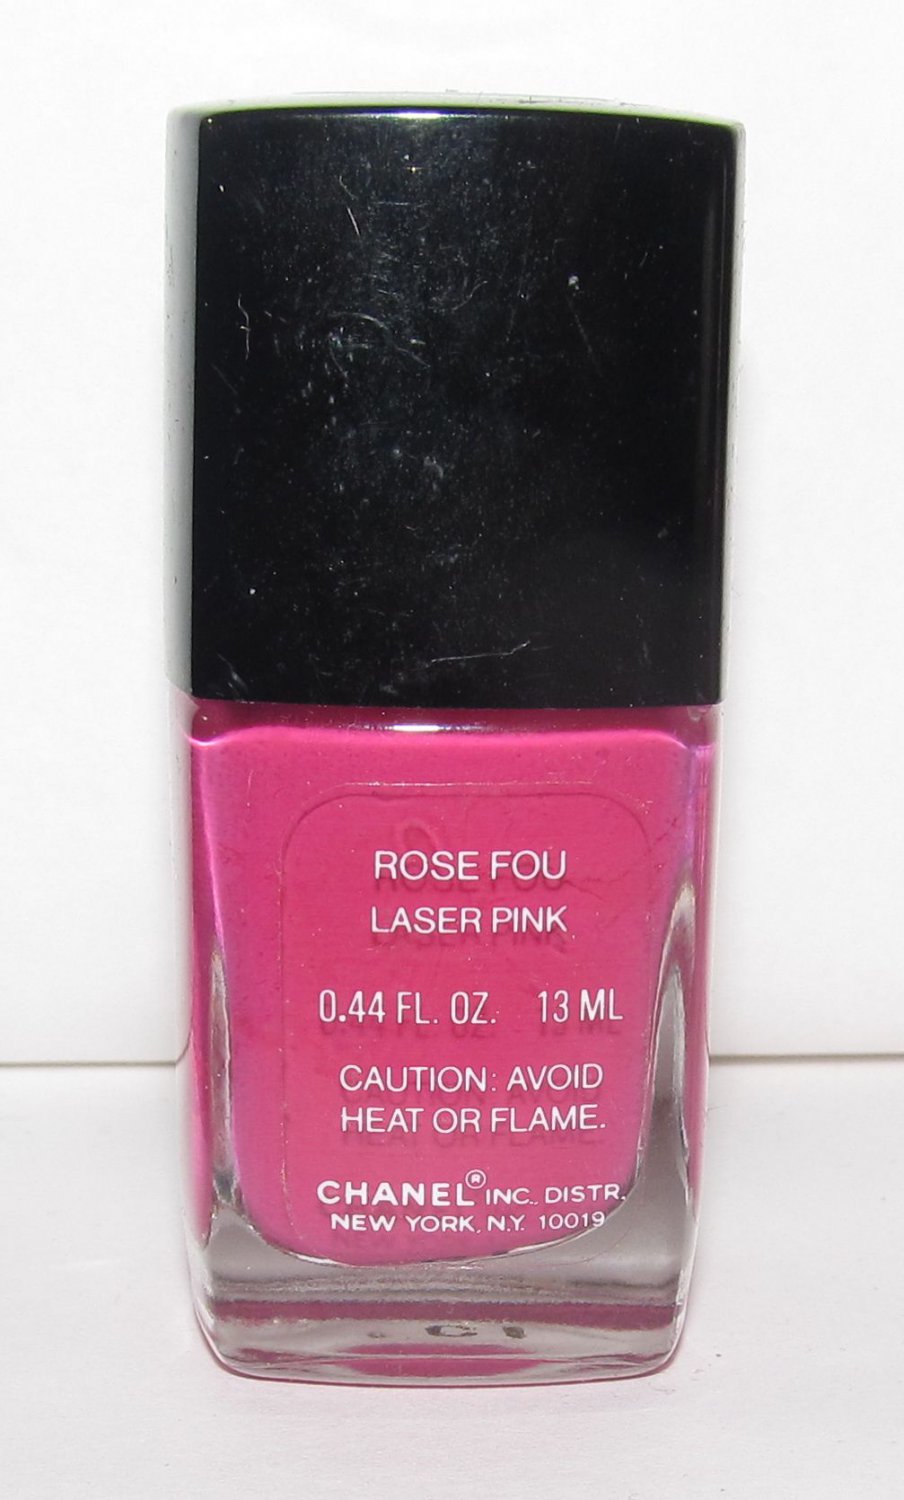 ROSE FOU
LASER PINK
0.44 FL. OZ. 13 ML
CAUTION: AVOID
HEAT OR FLAME.
CHANEL® INC. DISTR.
NEW YORK, N.Y. 10019